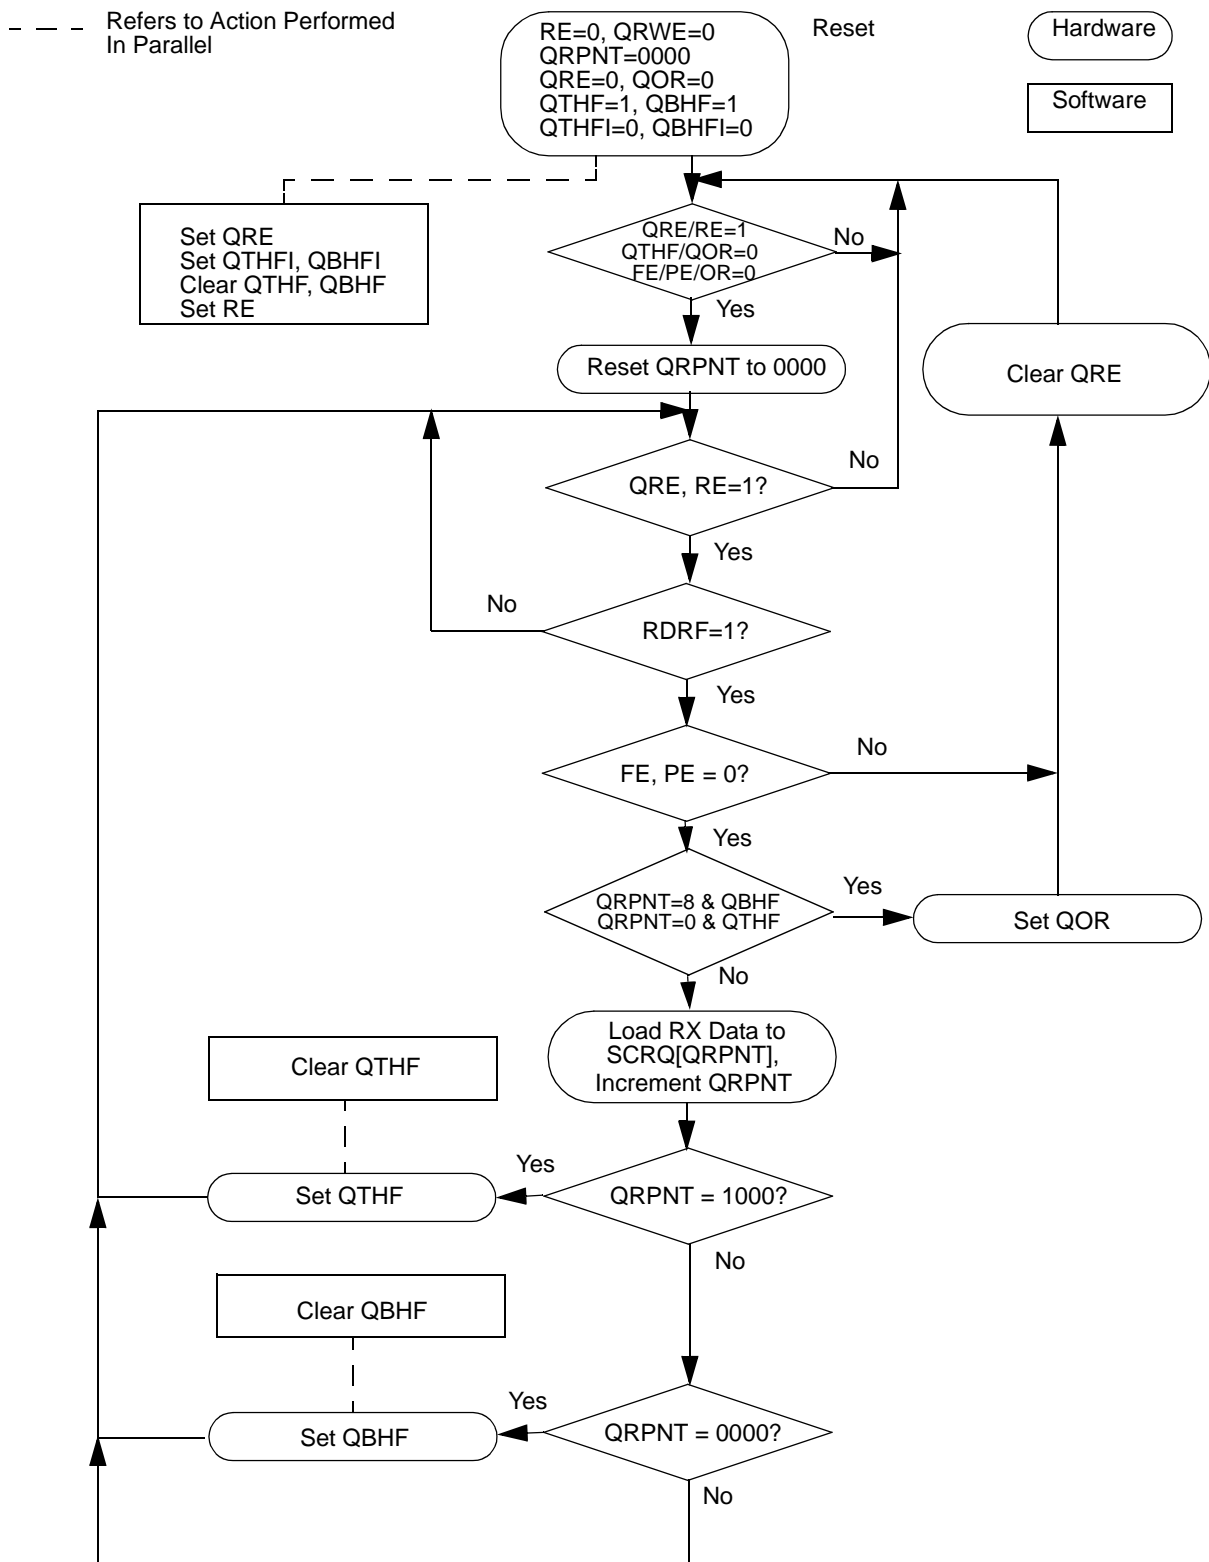 Refers to Action Performed
In Parallel
RE=0, QRWE=0
QRPNT=0000
QRE=0, QOR=0
QTHF=1, QBHF=1
QTHFI=0, QBHFI=0
Reset
Hardware
Software
Set QRE
Set QTHFI, QBHFI
Clear QTHF, QBHF
Set RE
QRE/RE=1
QTHF/QOR=0
FE/PE/OR=0
No
Yes
Reset QRPNT to 0000
Clear QRE
QRE, RE=1?
No
Yes
RDRF=1?
No
Yes
FE, PE = 0?
No
Yes
QRPNT=8 & QBHF
QRPNT=0 & QTHF
Yes
Set QOR
No
Load RX Data to
SCRQ[QRPNT],
Increment QRPNT
Clear QTHF
QRPNT = 1000?
Yes
Set QTHF
No
Clear QBHF
QRPNT = 0000?
Yes
Set QBHF
No